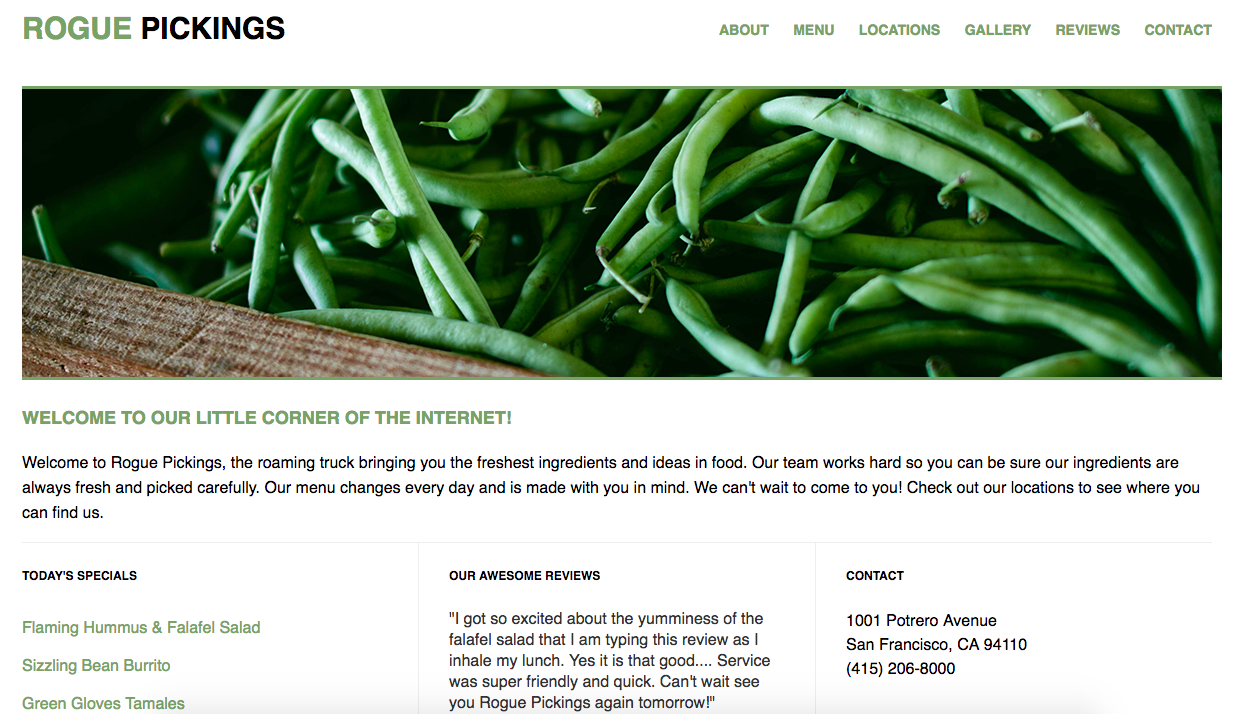 ROGUE PICKINGS
ABOUT MENU LOCATIONS GALLERY REVIEWS CONTACT
WELCOME TO OUR LITTLE CORNER OF THE INTERNET!
Welcome to Rogue Pickings, the roaming truck bringing you the freshest ingredients and ideas in food. Our team works hard so you can be sure our ingredients are
always fresh and picked carefully. Our menu changes every day and is made with you in mind. We can't wait to come to you! Check out our locations to see where you
can find us.
TODAY'S SPECIALS
Flaming Hummus & Falafel Salad
Sizzling Bean Burrito
Green Gloves Tamales
OUR AWESOME REVIEWS
"I got so excited about the yumminess of the
falafel salad that I am typing this review as I
inhale my lunch. Yes it is that good.... Service
was super friendly and quick. Can't wait see
you Rogue Pickings again tomorrow!"
CONTACT
1001 Potrero Avenue
San Francisco, CA 94110
(415) 206-8000